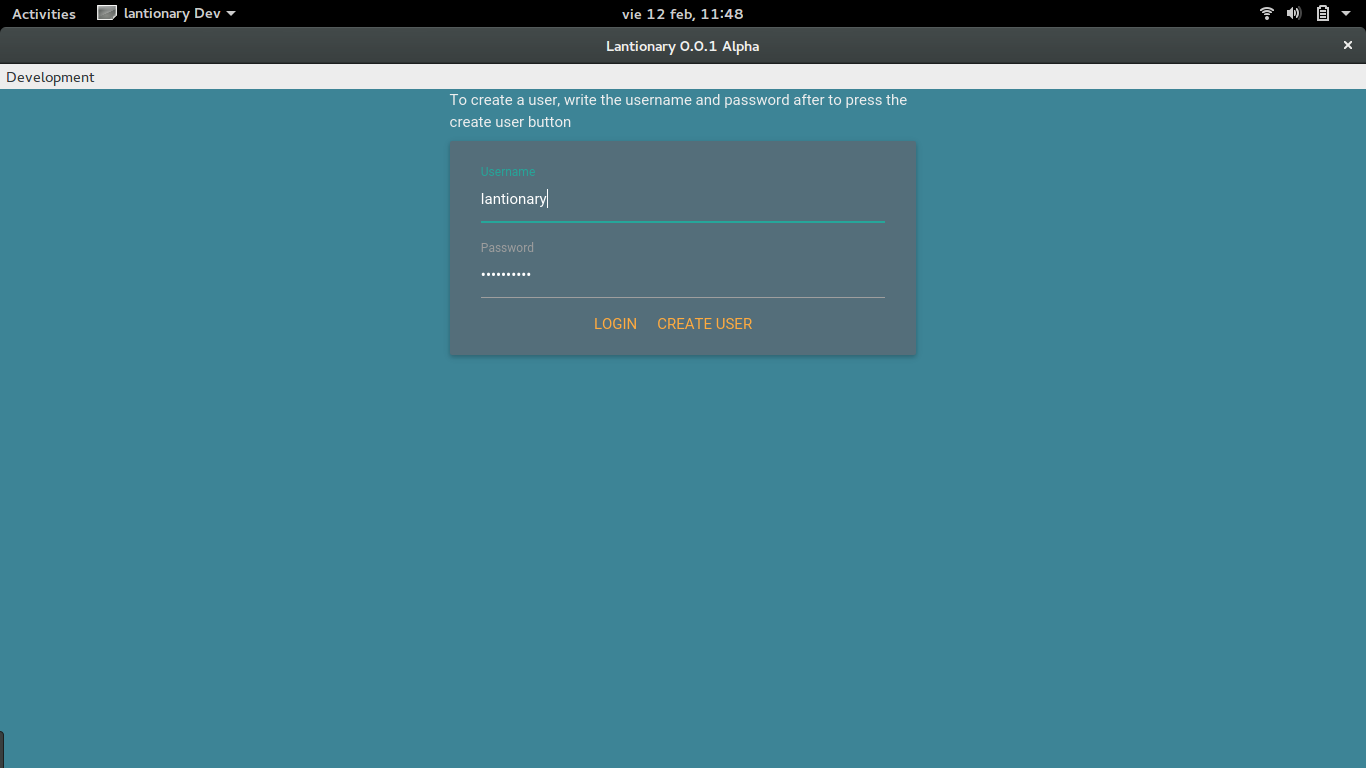 Activities lantionary Dev vie 12 feb, 11:48
Lantionary 0.0.1 Alpha
Development
To create a user, write the username and password after to press the
create user button
Username
lantionary
Password
••••••••••
LOGIN CREATE USER